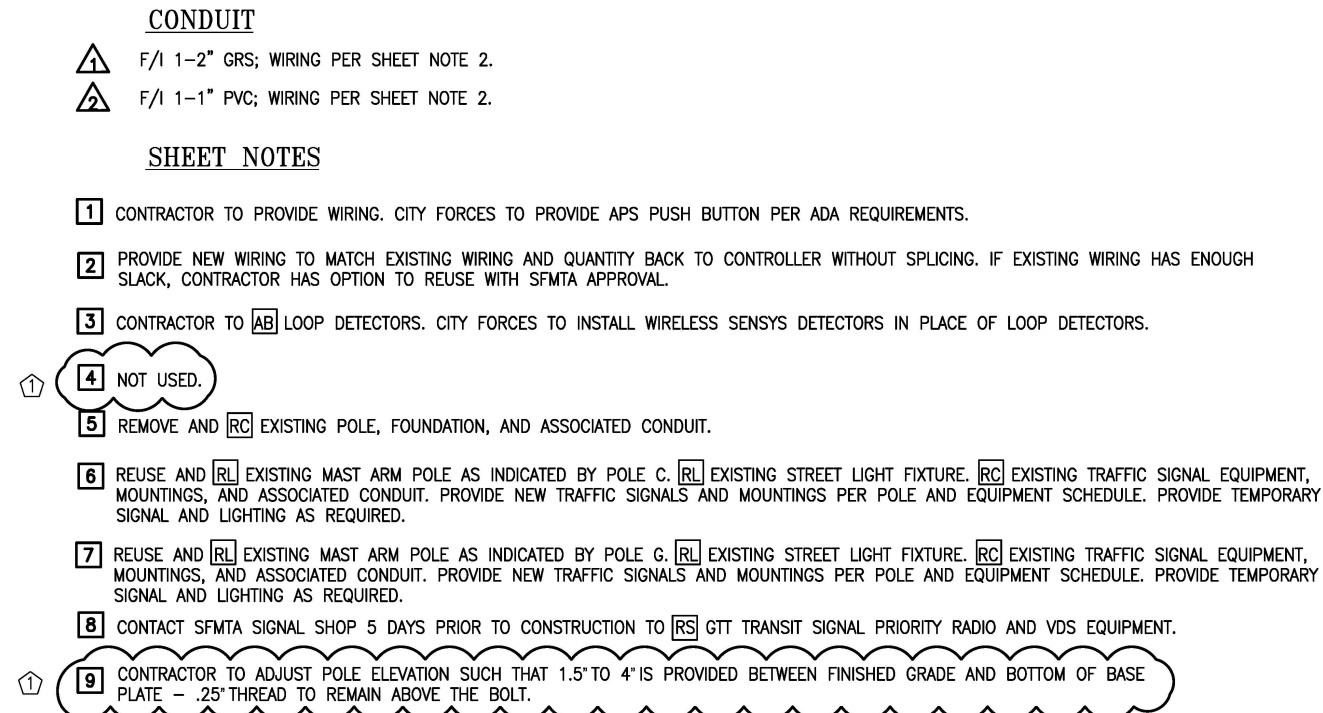 CONDUIT
1 F/I 1-2" GRS; WIRING PER SHEET NOTE 2.
2 F/I 1-1" PVC; WIRING PER SHEET NOTE 2.
SHEET NOTES
1 CONTRACTOR TO PROVIDE WIRING. CITY FORCES TO PROVIDE APS PUSH BUTTON PER ADA REQUIREMENTS.
2 PROVIDE NEW WIRING TO MATCH EXISTING WIRING AND QUANTITY BACK TO CONTROLLER WITHOUT SPLICING. IF EXISTING WIRING HAS ENOUGH
SLACK, CONTRACTOR HAS OPTION TO REUSE WITH SFMTA APPROVAL.
3 CONTRACTOR TO AB LOOP DETECTORS. CITY FORCES TO INSTALL WIRELESS SENSYS DETECTORS IN PLACE OF LOOP DETECTORS.
1 4 NOT USED.
5 REMOVE AND RC EXISTING POLE, FOUNDATION, AND ASSOCIATED CONDUIT.
6 REUSE AND RL EXISTING MAST ARM POLE AS INDICATED BY POLE C. RL EXISTING STREET LIGHT FIXTURE. RC EXISTING TRAFFIC SIGNAL EQUIPMENT,
MOUNTINGS, AND ASSOCIATED CONDUIT. PROVIDE NEW TRAFFIC SIGNALS AND MOUNTINGS PER POLE AND EQUIPMENT SCHEDULE. PROVIDE TEMPORARY
SIGNAL AND LIGHTING AS REQUIRED.
7 REUSE AND RL EXISTING MAST ARM POLE AS INDICATED BY POLE G. RL EXISTING STREET LIGHT FIXTURE. RC EXISTING TRAFFIC SIGNAL EQUIPMENT,
MOUNTINGS, AND ASSOCIATED CONDUIT. PROVIDE NEW TRAFFIC SIGNALS AND MOUNTINGS PER POLE AND EQUIPMENT SCHEDULE. PROVIDE TEMPORARY
SIGNAL AND LIGHTING AS REQUIRED.
8 CONTACT SFMTA SIGNAL SHOP 5 DAYS PRIOR TO CONSTRUCTION TO RS GTT TRANSIT SIGNAL PRIORITY RADIO AND VDS EQUIPMENT.
1 9 CONTRACTOR TO ADJUST POLE ELEVATION SUCH THAT 1.5" TO 4" IS PROVIDED BETWEEN FINISHED GRADE AND BOTTOM OF BASE
PLATE - .25" THREAD TO REMAIN ABOVE THE BOLT.